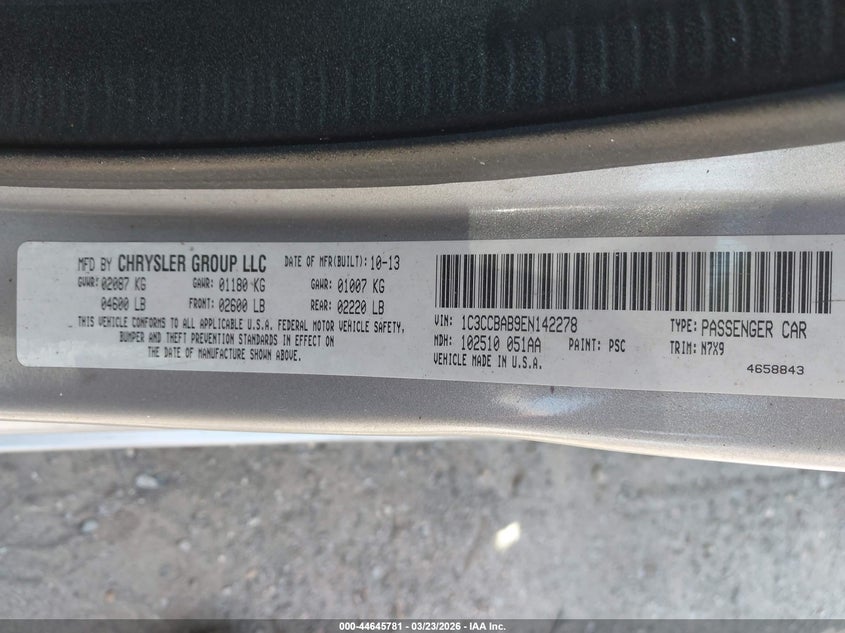 MFD BY CHRYSLER GROUP LLC DATE OF MFR(BUILT): 10-13
GVWR: 02087 KG GAWR: 01180 KG GAWR: 01007 KG
04600 LB FRONT: 02600 LB REAR: 02220 LB
THIS VEHICLE CONFORMS TO ALL APPLICABLE U.S.A. FEDERAL MOTOR VEHICLE SAFETY,
BUMPER AND THEFT PREVENTION STANDARDS IN EFFECT ON
THE DATE OF MANUFACTURE SHOWN ABOVE.
VIN: 1C3CCBAB9EN142278 TYPE: PASSENGER CAR
MDH: 102510 051AA PAINT: PSC TRIM: N7X9
VEHICLE MADE IN U.S.A. 4658843
000-44645781 - 03/23/2026 - IAA Inc.